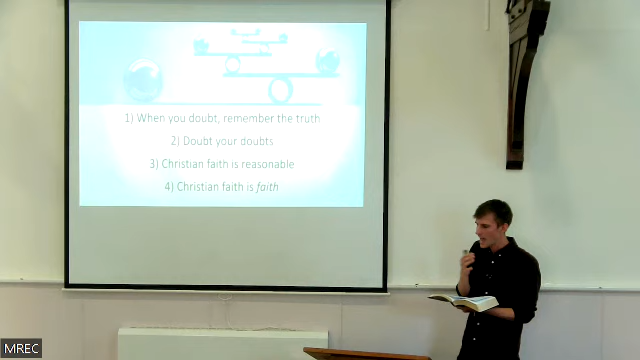 1) When you doubt, remember the truth
2) Doubt your doubts
3) Christian faith is reasonable
4) Christian faith is faith
MREC